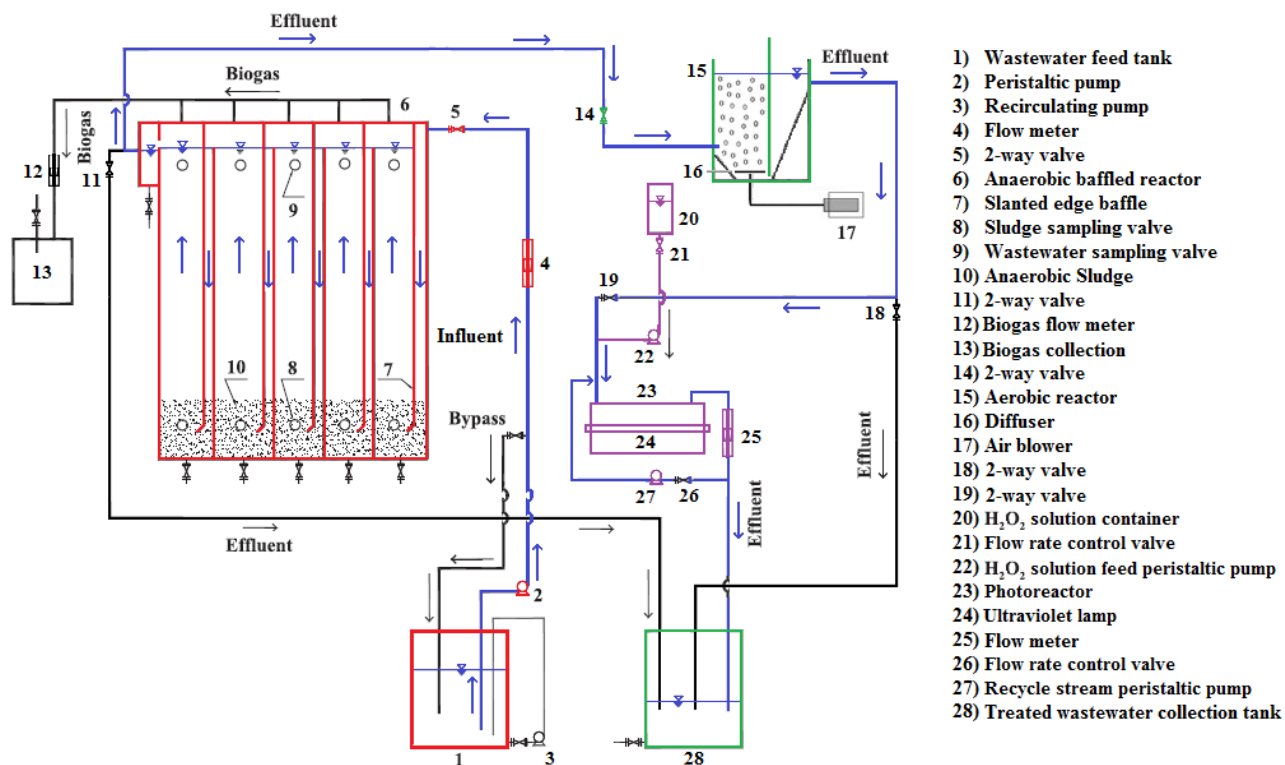 Effluent
Biogas
6
5
Biogas
12
11
13
9
10
8
7
4
Influent
Bypass
Effluent
2
1
3
14
15
16
17
Effluent
20
21
19
22
18
23
24
25
27
26
Effluent
Effluent
28
1) Wastewater feed tank
2) Peristaltic pump
3) Recirculating pump
4) Flow meter
5) 2-way valve
6) Anaerobic baffled reactor
7) Slanted edge baffle
8) Sludge sampling valve
9) Wastewater sampling valve
10) Anaerobic Sludge
11) 2-way valve
12) Biogas flow meter
13) Biogas collection
14) 2-way valve
15) Aerobic reactor
16) Diffuser
17) Air blower
18) 2-way valve
19) 2-way valve
20) H₂O₂ solution container
21) Flow rate control valve
22) H₂O₂ solution feed peristaltic pump
23) Photoreactor
24) Ultraviolet lamp
25) Flow meter
26) Flow rate control valve
27) Recycle stream peristaltic pump
28) Treated wastewater collection tank